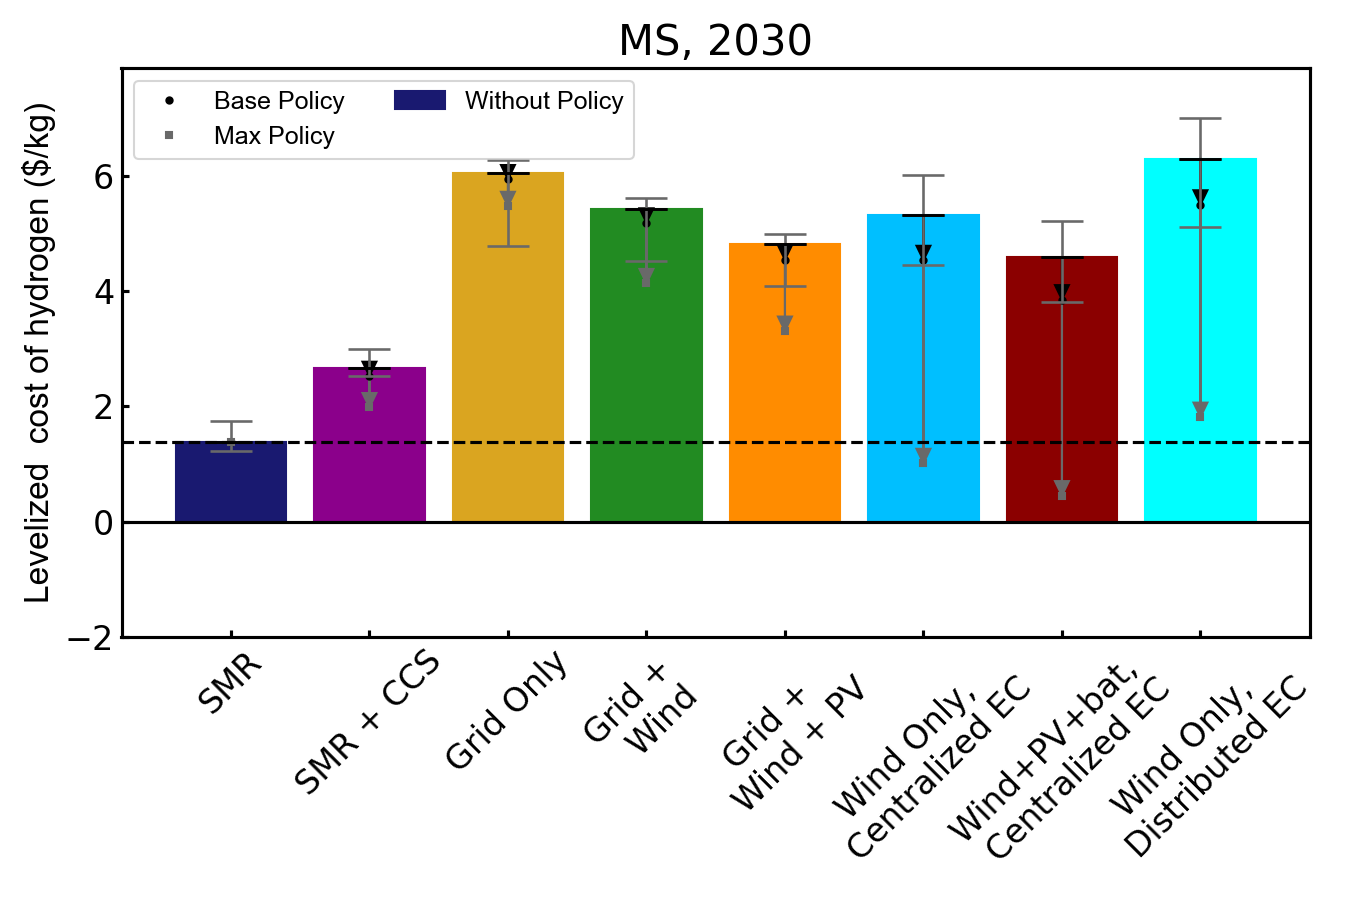 MS, 2030
Base Policy
Max Policy
Without Policy
Levelized cost of hydrogen ($/kg)
6
4
2
0
−2
SMR
SMR + CCS
Grid Only
Grid +
Wind
Grid +
Wind + PV
Wind Only,
Centralized EC
Wind+PV+bat,
Centralized EC
Wind Only,
Distributed EC